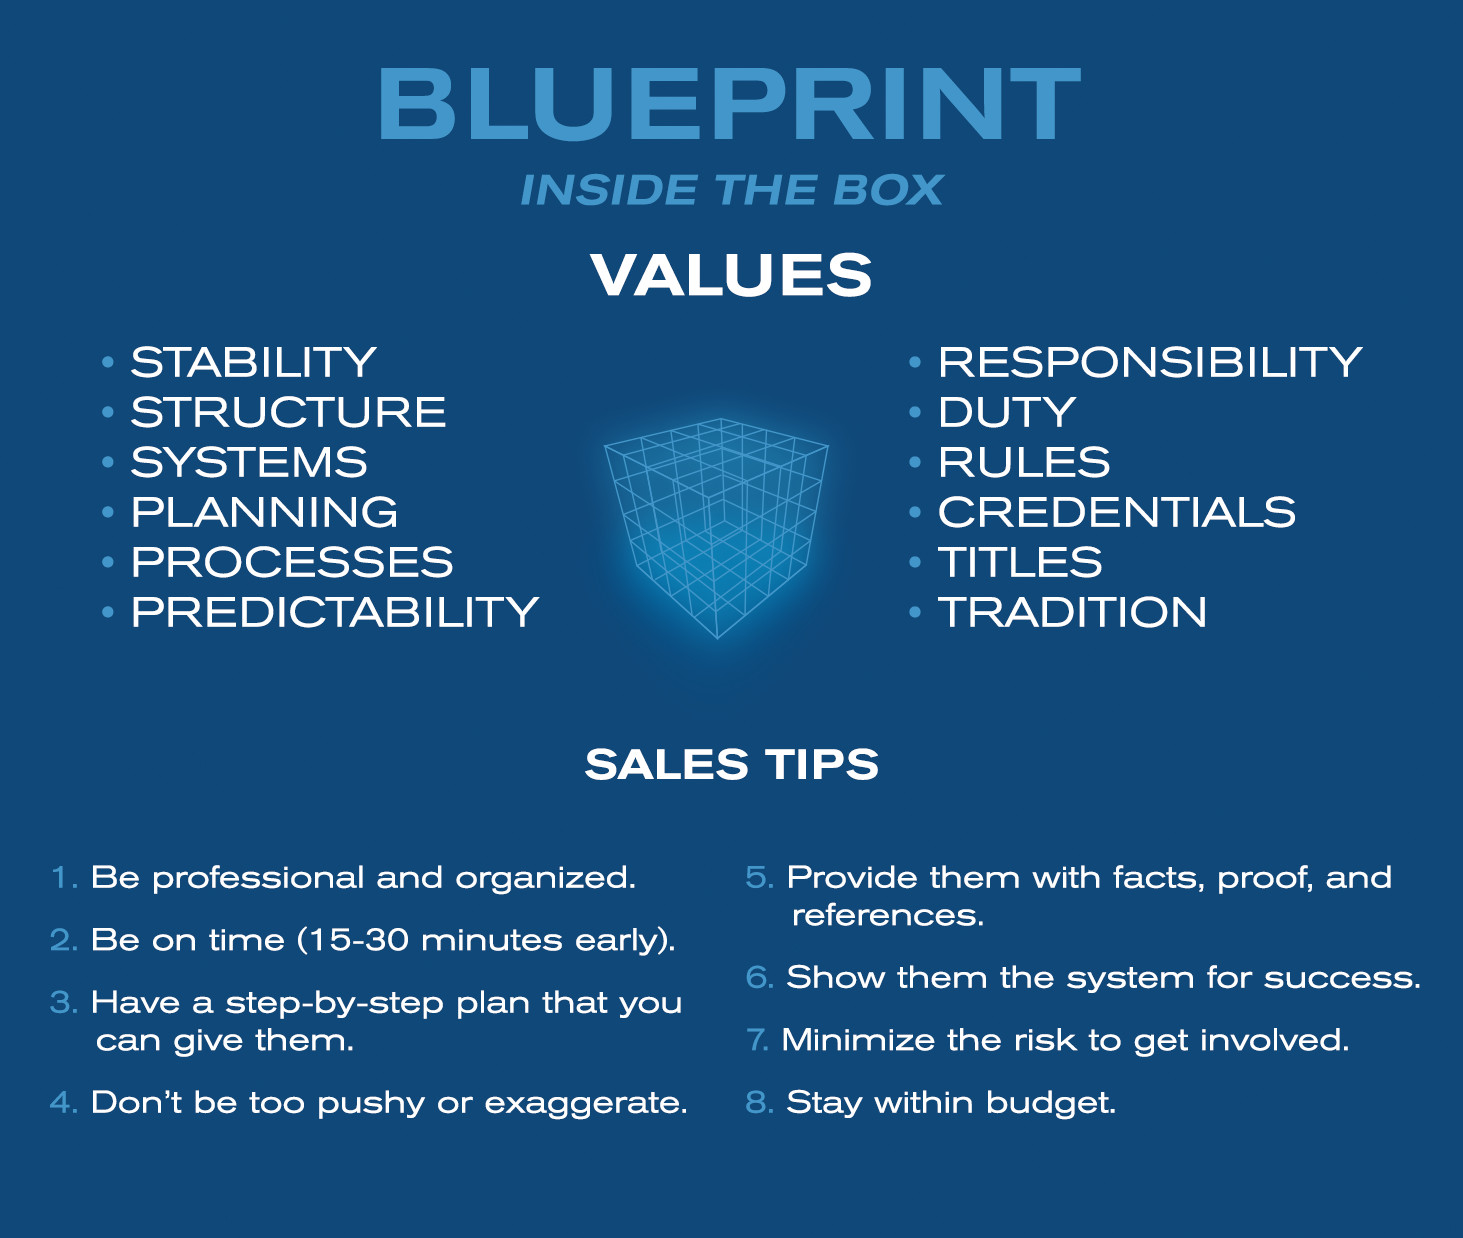 BLUEPRINT
INSIDE THE BOX
VALUES
• STABILITY
• STRUCTURE
• SYSTEMS
• PLANNING
• PROCESSES
• PREDICTABILITY
• RESPONSIBILITY
• DUTY
• RULES
• CREDENTIALS
• TITLES
• TRADITION
SALES TIPS
1. Be professional and organized.
2. Be on time (15-30 minutes early).
3. Have a step-by-step plan that you
can give them.
4. Don’t be too pushy or exaggerate.
5. Provide them with facts, proof, and
references.
6. Show them the system for success.
7. Minimize the risk to get involved.
8. Stay within budget.